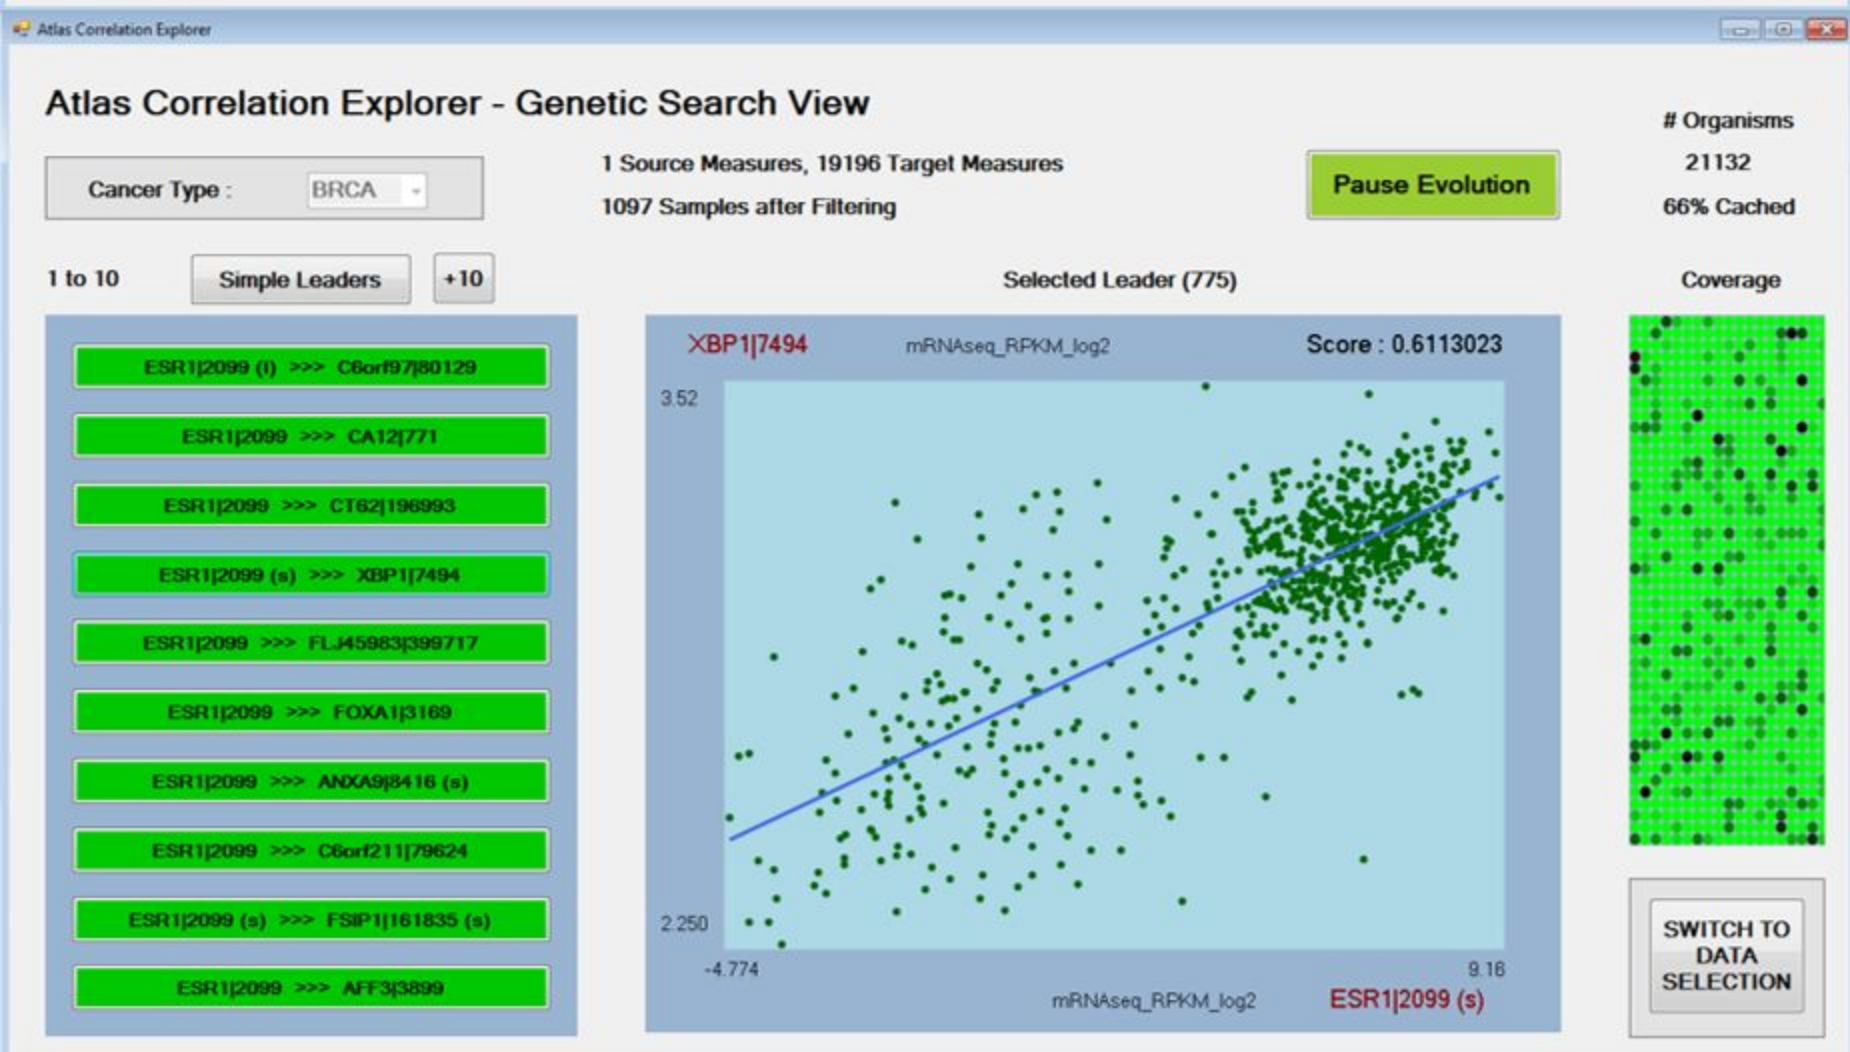 Atlas Correlation Explorer
Atlas Correlation Explorer - Genetic Search View
# Organisms
21132
66% Cached
Cancer Type :
BRCA
1 Source Measures, 19196 Target Measures
1097 Samples after Filtering
Pause Evolution
1 to 10
Simple Leaders
+10
Selected Leader (775)
Coverage
ESR1|2099 (I) >>> C6orf97|80129
ESR1|2099 >>> CA12|771
ESR1|2099 >>> CT62|196993
ESR1|2099 (s) >>> XBP1|7494
ESR1|2099 >>> FLJ45983|399717
ESR1|2099 >>> FOXA1|3169
ESR1|2099 >>> ANXA9|8416 (s)
ESR1|2099 >>> C6orf211|79624
ESR1|2099 (s) >>> FSIP1|161835 (s)
ESR1|2099 >>> AFF3|3899
XBP1|7494
mRNAseq_RPKM_log2
Score : 0.6113023
3.52
2.250
-4.774
9.16
mRNAseq_RPKM_log2
ESR1|2099 (s)
SWITCH TO
DATA
SELECTION